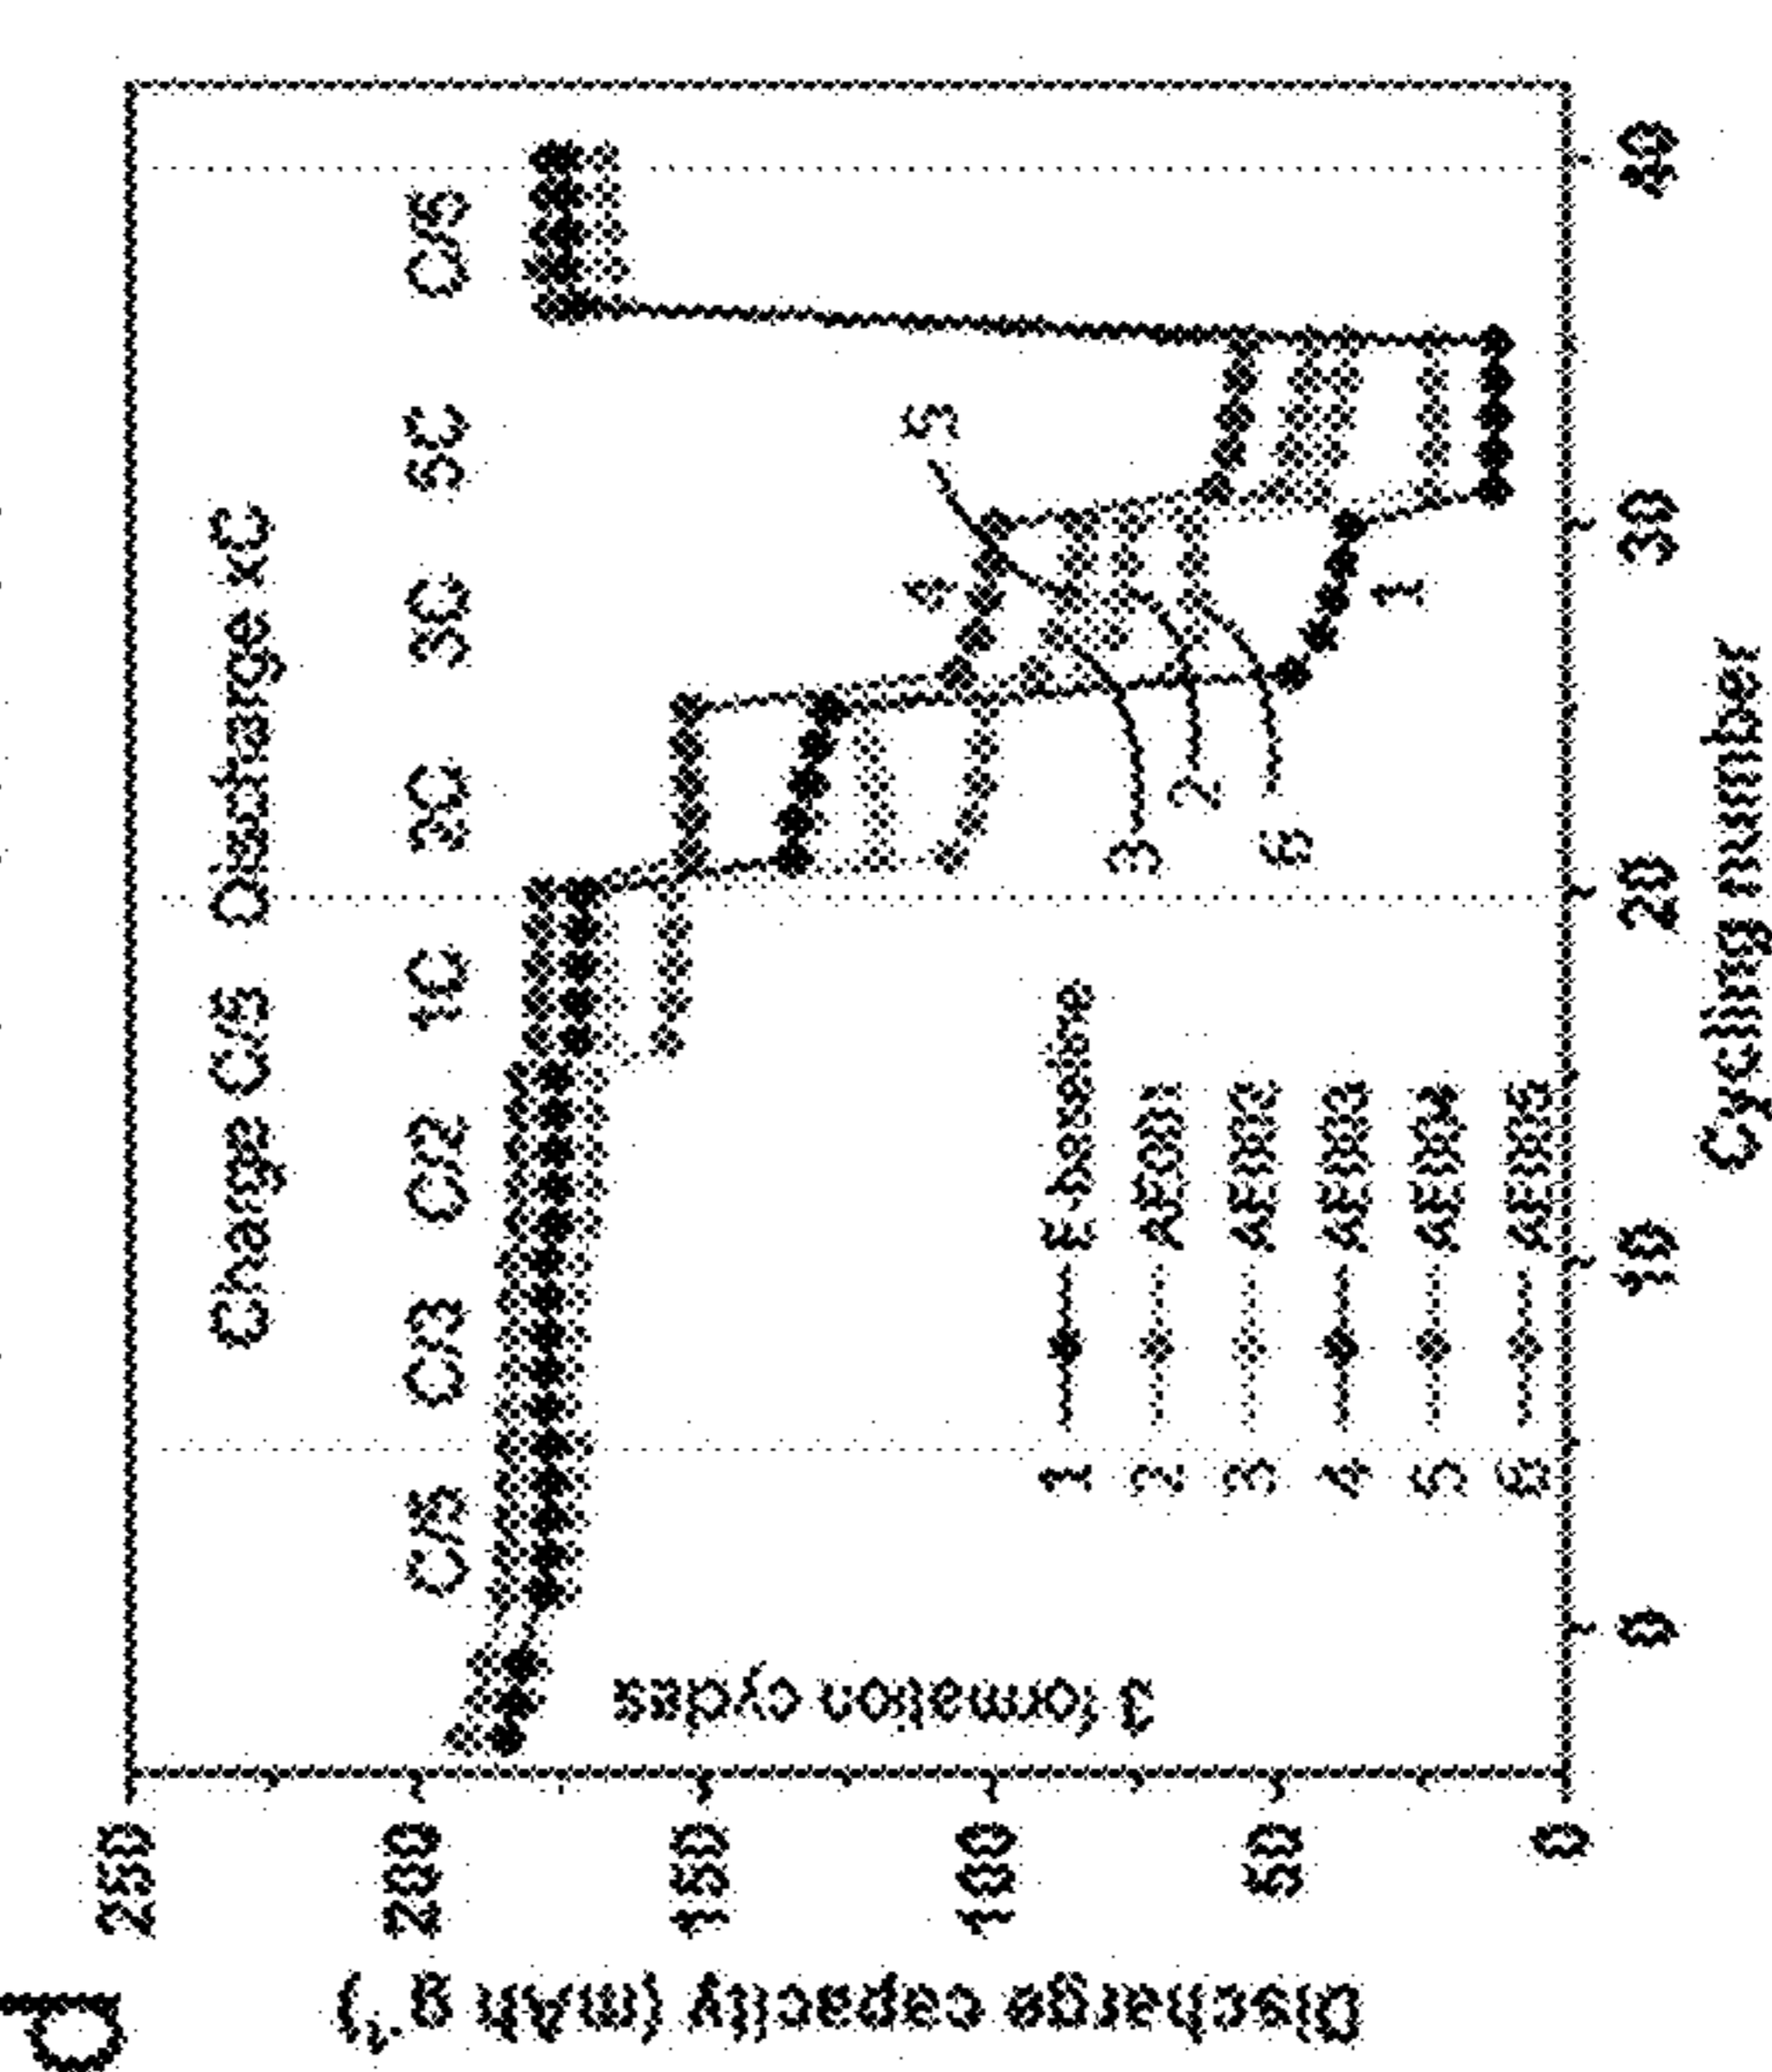 d
Discharge capacity (mAh g⁻¹)
250
200
150
100
50
0
Charge C/5 Discharge xC
C/5 C/3 C/2 1C 2C 3C 5C C/5
3 formation cycles
4
5
3
2
6
1
1 E-baseline
2 AE001
3 AE002
4 AE003
5 AE004
6 AE005
0 10 20 30 40
Cycling number